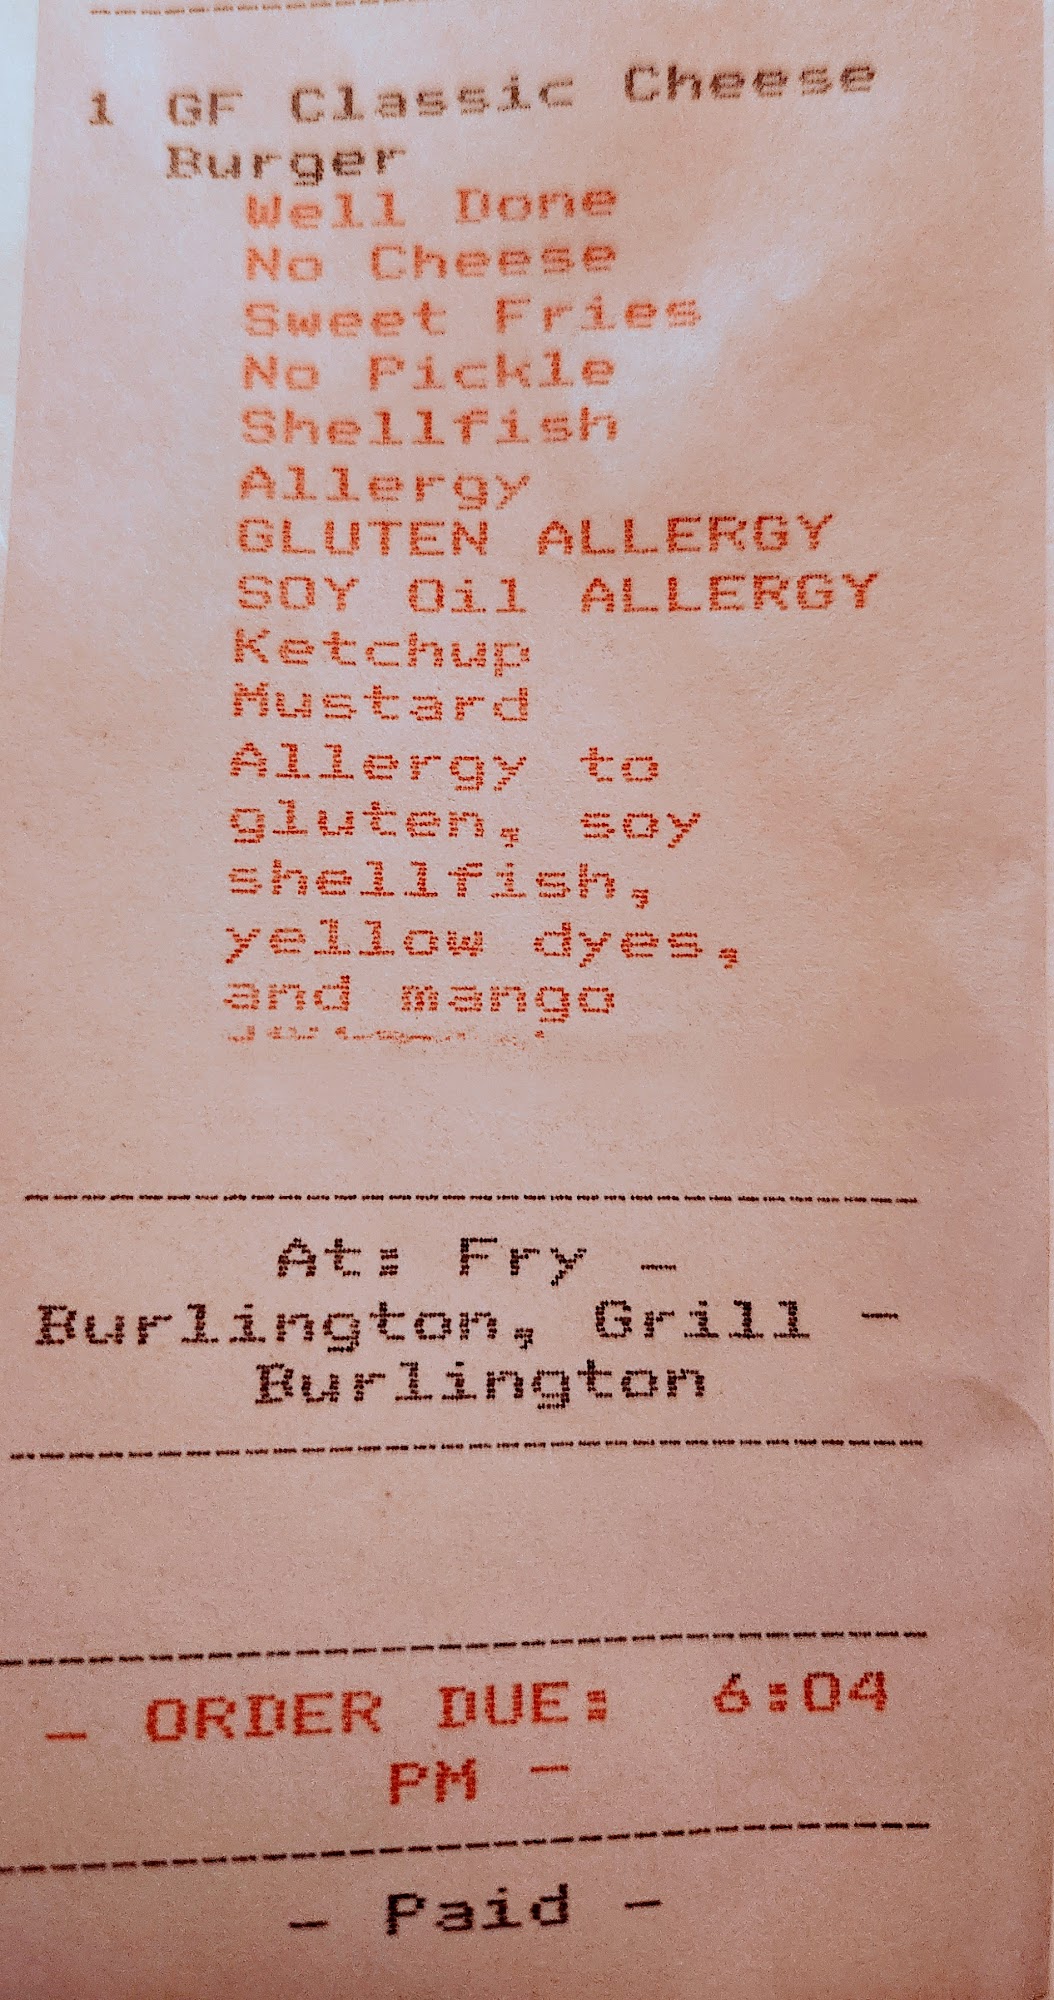 1 GF Classic Cheese
Burger
Well Done
No Cheese
Sweet Fries
No Pickle
Shellfish
Allergy
GLUTEN ALLERGY
SOY Oil ALLERGY
Ketchup
Mustard
Allergy to
gluten, soy
shellfish,
yellow dyes,
and mango
At: Fry -
Burlington, Grill -
Burlington
- ORDER DUE: 6:04
PM -
- Paid -